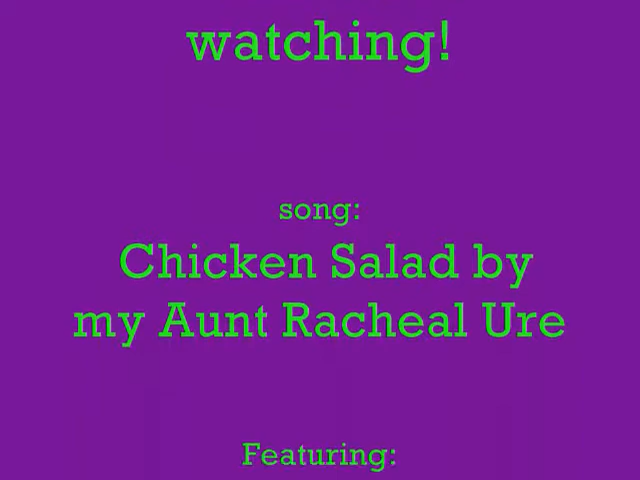 watching!
song:
Chicken Salad by
my Aunt Racheal Ure
Featuring: